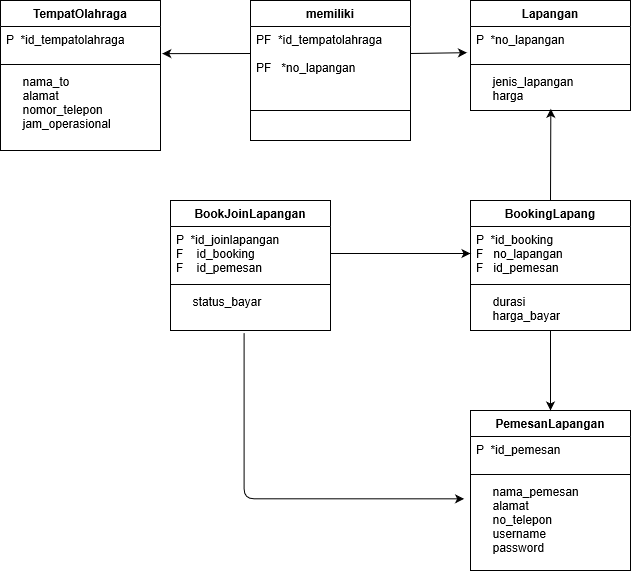 TempatOlahraga
P *id_tempatolahraga
nama_to
alamat
nomor_telepon
jam_operasional
memiliki
PF *id_tempatolahraga
PF *no_lapangan
Lapangan
P *no_lapangan
jenis_lapangan
harga
BookJoinLapangan
P *id_joinlapangan
F id_booking
F id_pemesan
status_bayar
BookingLapang
P *id_booking
F no_lapangan
F id_pemesan
durasi
harga_bayar
PemesanLapangan
P *id_pemesan
nama_pemesan
alamat
no_telepon
username
password